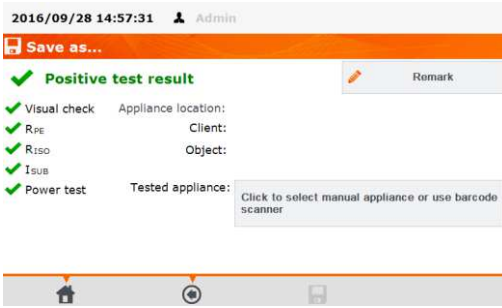 2016/09/28 14:57:31 Admin
Save as...
Positive test result
Remark
Visual check
Appliance location:
RPE
Client:
RISO
Object:
ISUB
Power test
Tested appliance:
Click to select manual appliance or use barcode
scanner